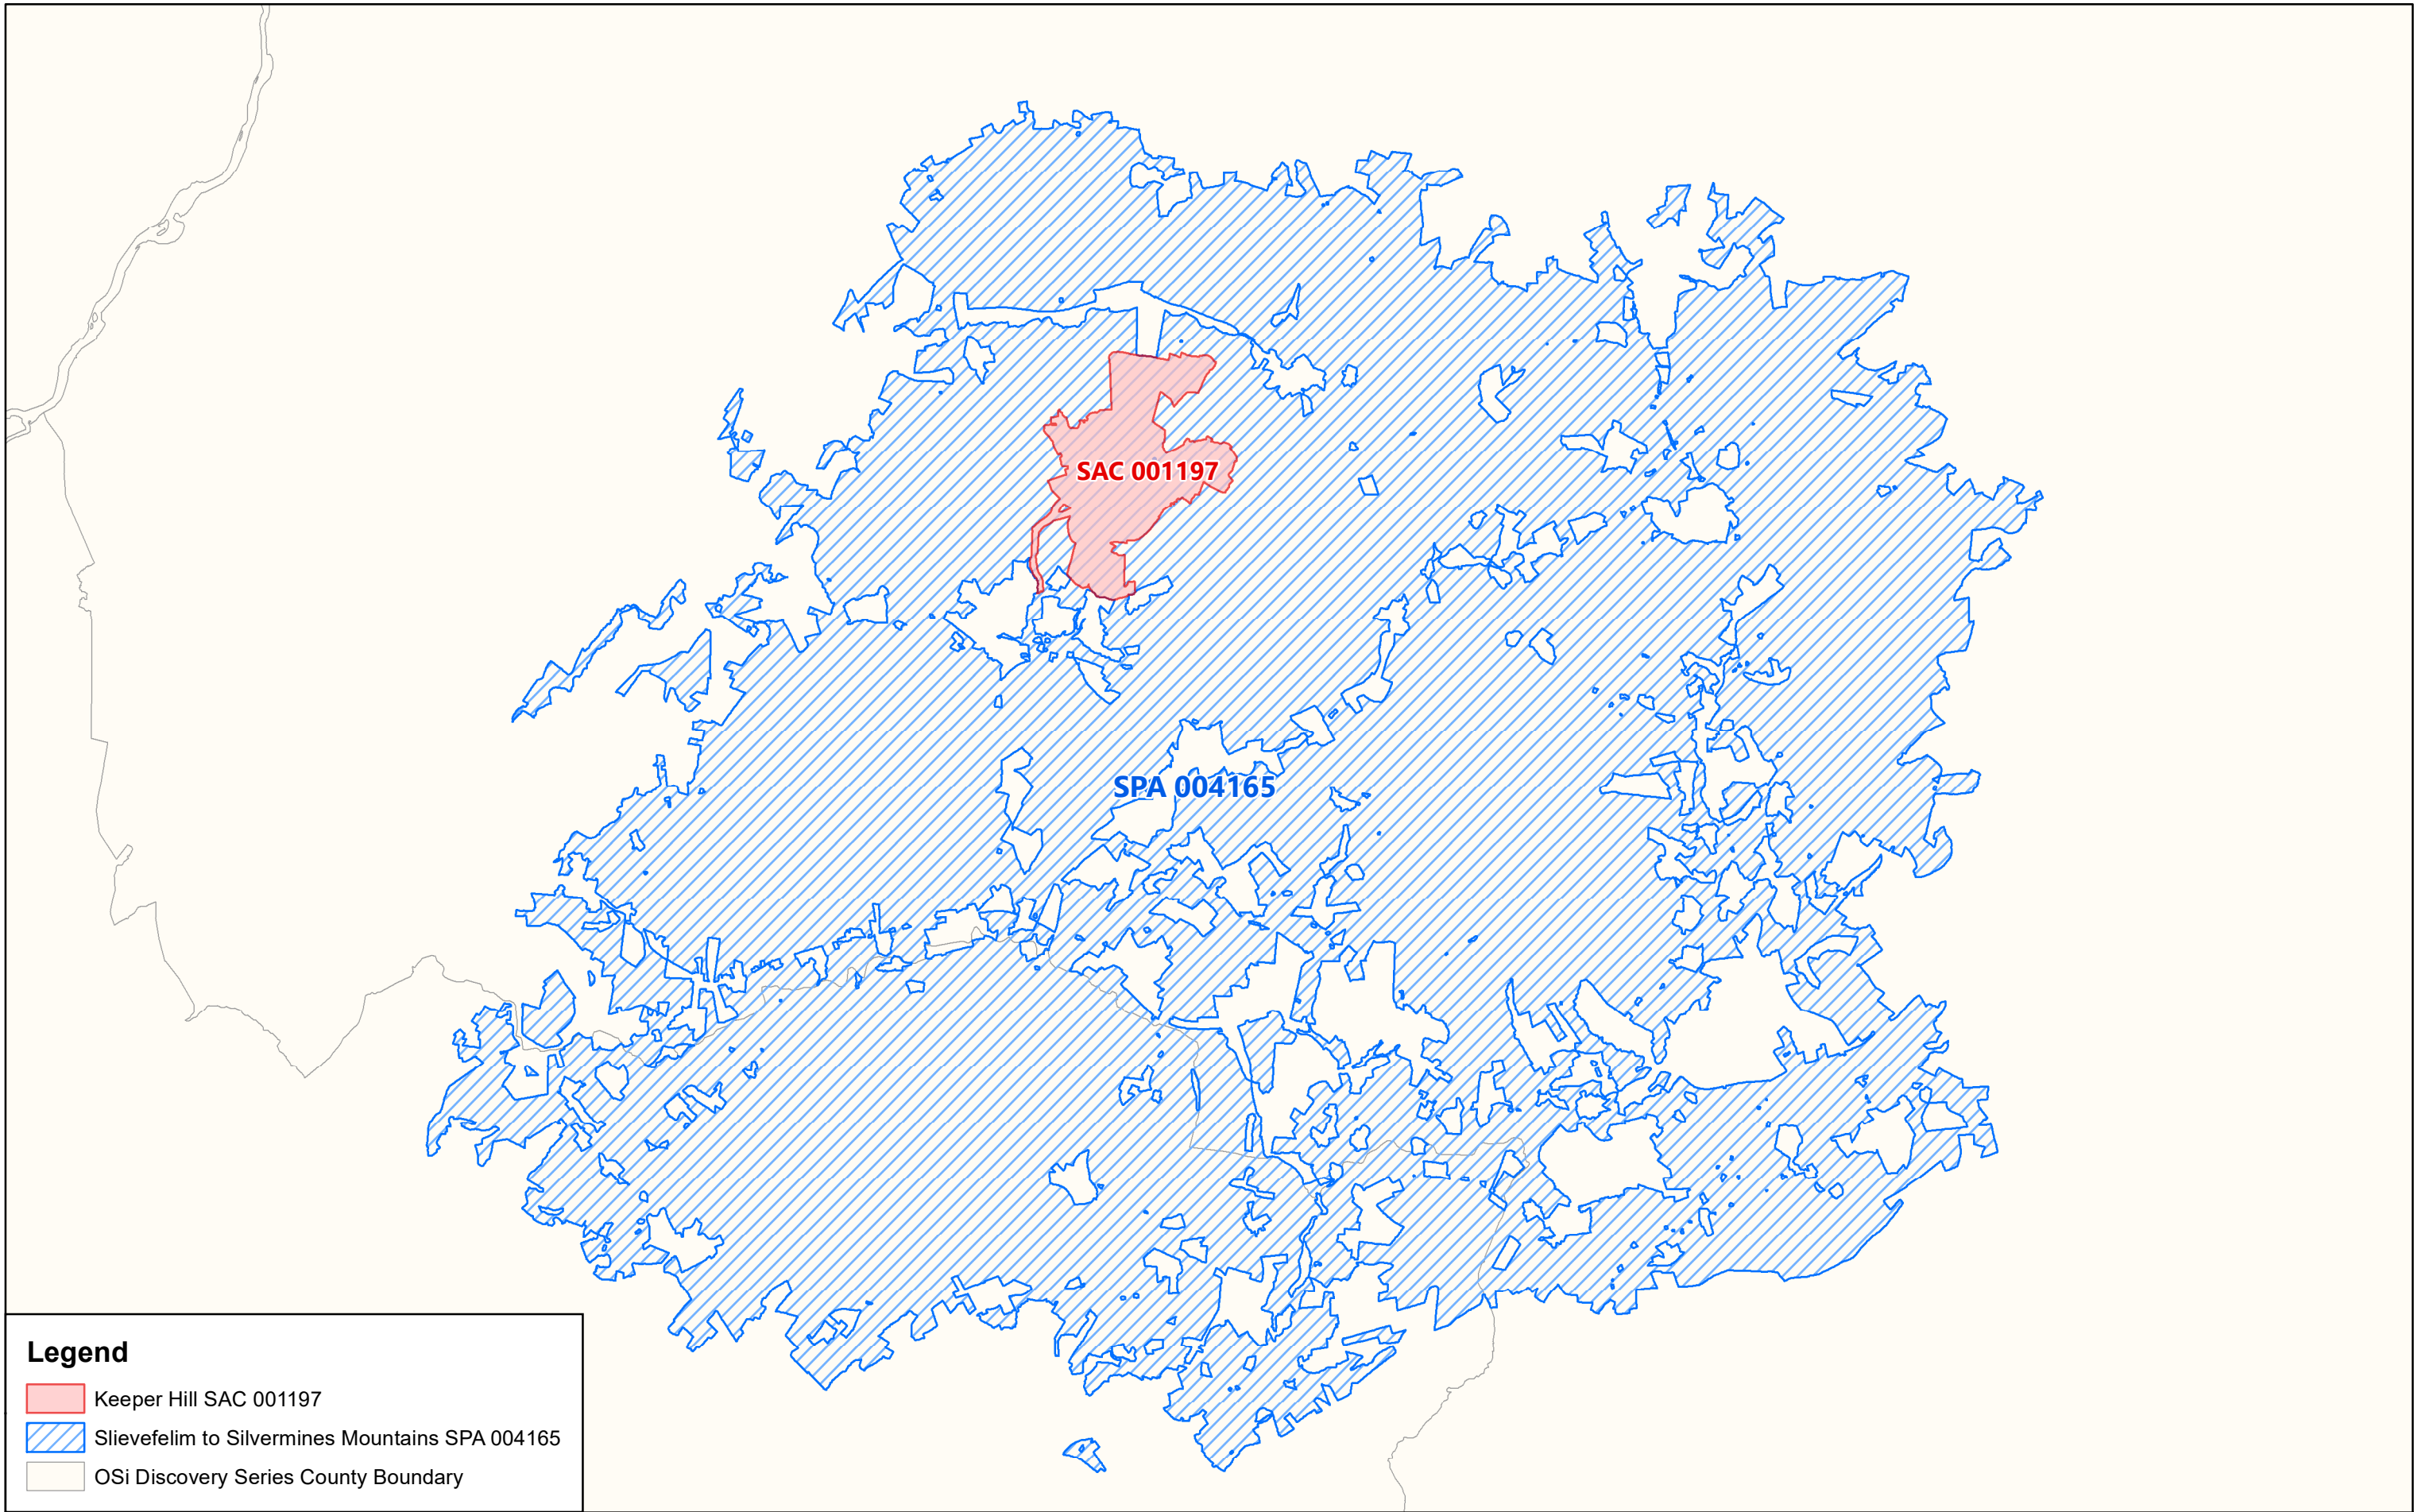 SAC 001197
SPA 004165
Legend
Keeper Hill SAC 001197
Slievefelim to Silvermines Mountains SPA 004165
OSi Discovery Series County Boundary